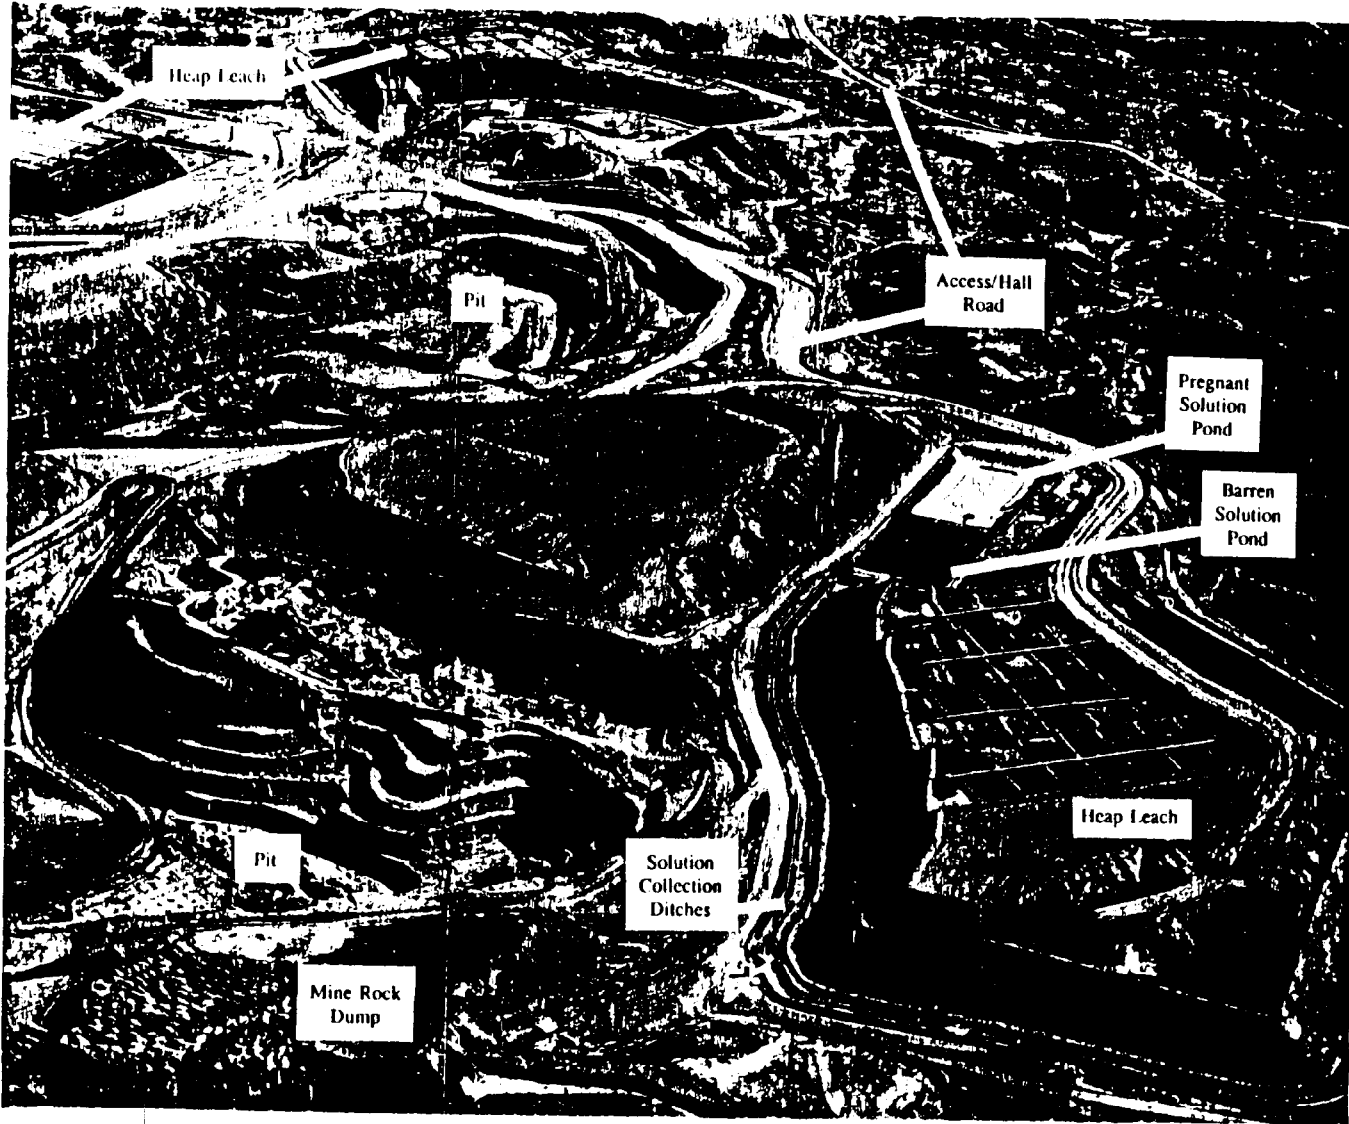 Heap Leach
Pit
Access/Hall
Road
Pregnant
Solution
Pond
Barren
Solution
Pond
Heap Leach
Pit
Solution
Collection
Ditches
Mine Rock
Dump